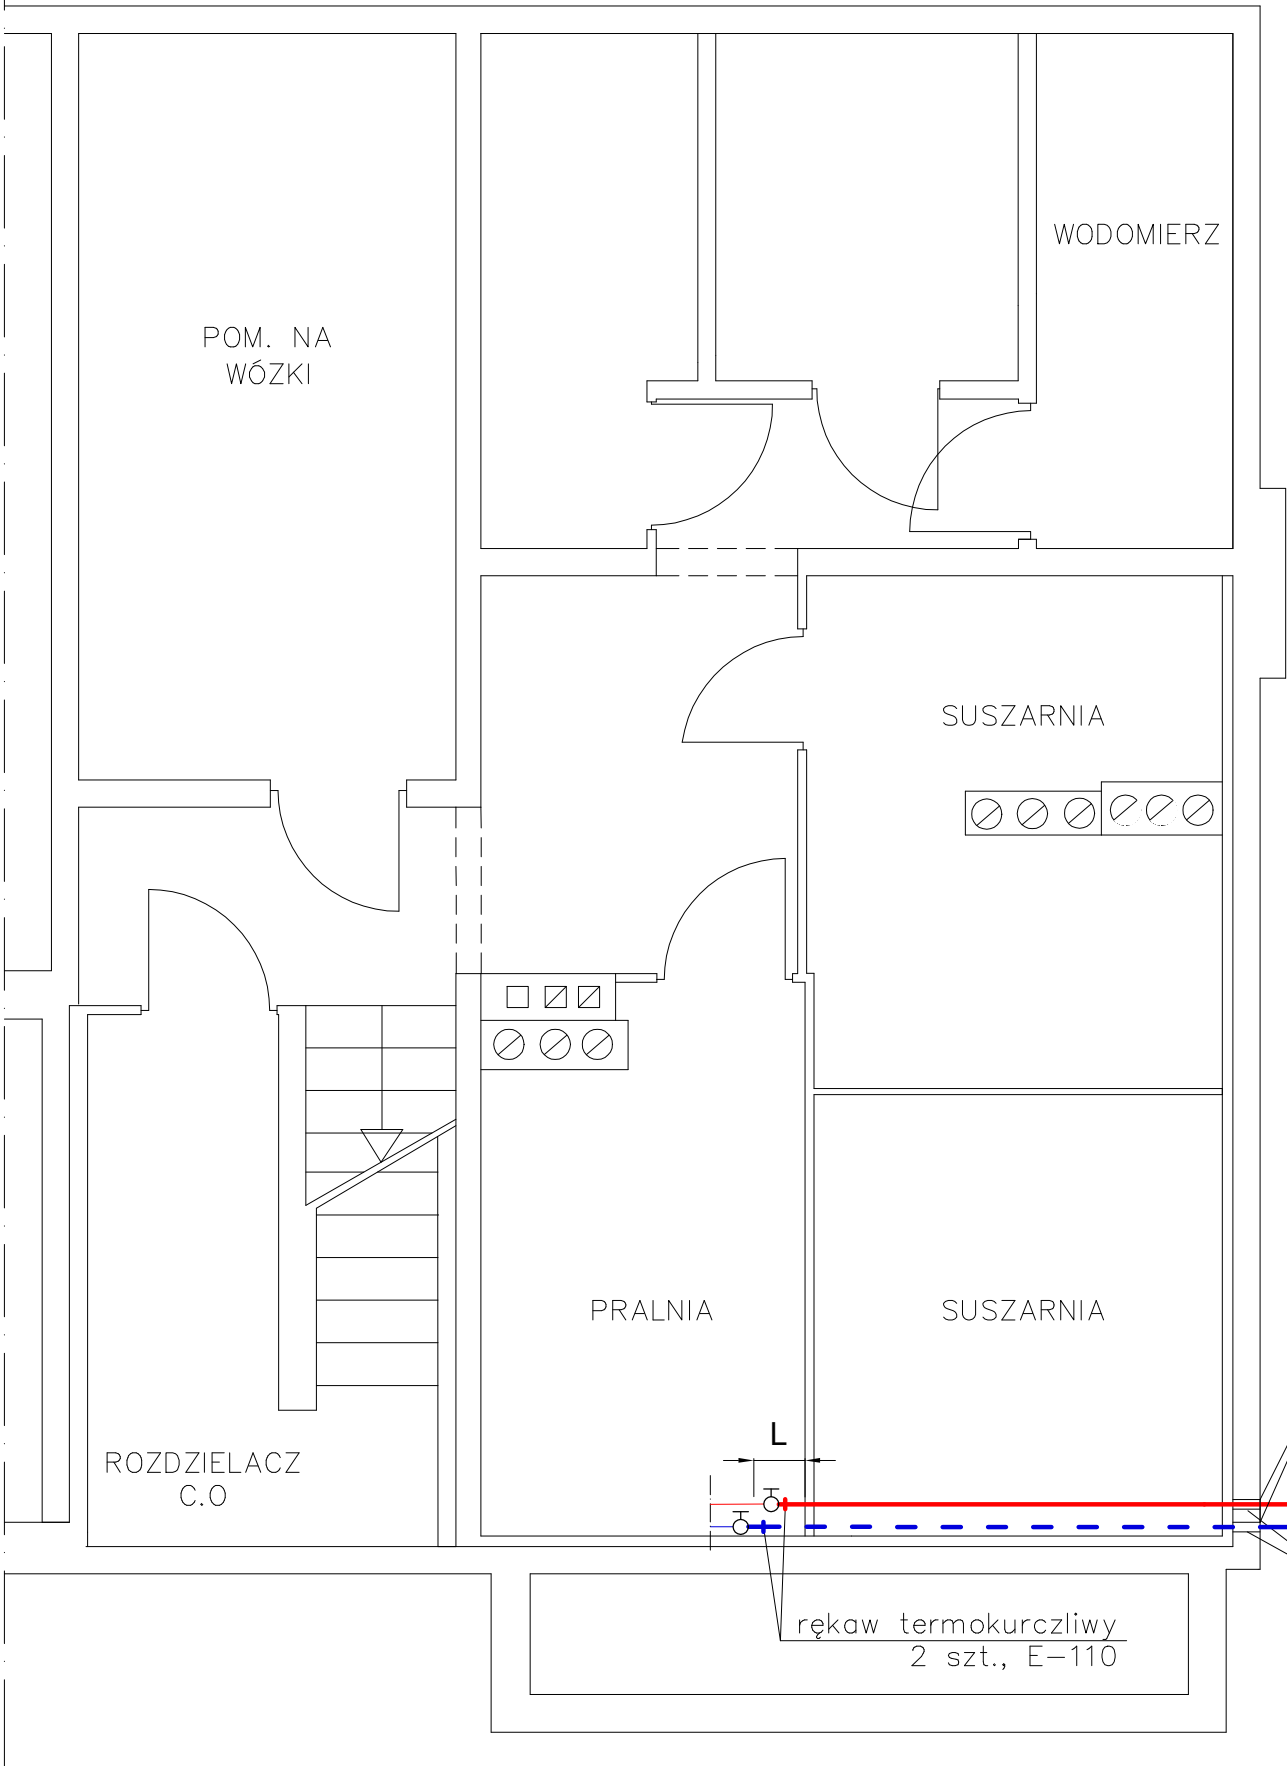 WODOMIERZ
POM. NA
WÓZKI
SUSZARNIA
PRALNIA
SUSZARNIA
L
ROZDZIELACZ
C.O
rękaw termokurczliwy
2 szt., E-110